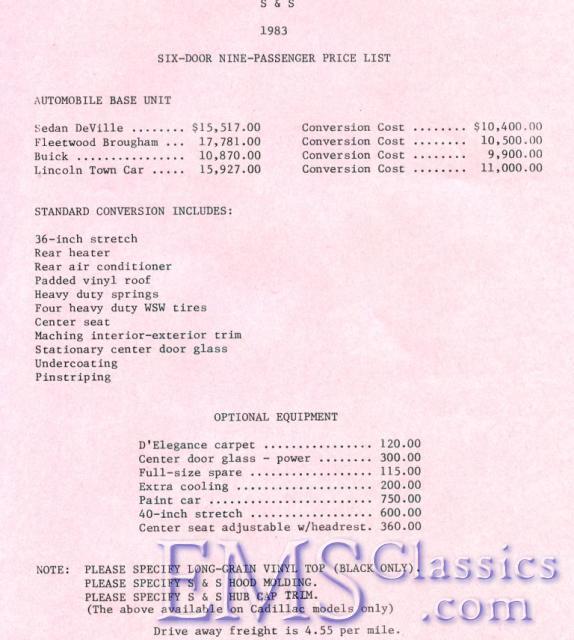 S & S
1983
SIX-DOOR NINE-PASSENGER PRICE LIST
AUTOMOBILE BASE UNIT
Sedan DeVille ........ $15,517.00 Conversion Cost ........ $10,400.00
Fleetwood Brougham ... 17,781.00 Conversion Cost ........ 10,500.00
Buick ................ 10,870.00 Conversion Cost ........ 9,900.00
Lincoln Town Car ..... 15,927.00 Conversion Cost ........ 11,000.00
STANDARD CONVERSION INCLUDES:
36-inch stretch
Rear heater
Rear air conditioner
Padded vinyl roof
Heavy duty springs
Four heavy duty WSW tires
Center seat
Maching interior-exterior trim
Stationary center door glass
Undercoating
Pinstriping
OPTIONAL EQUIPMENT
D'Elegance carpet ................ 120.00
Center door glass - power ........ 300.00
Full-size spare .................. 115.00
Extra cooling .................... 200.00
Paint car ........................ 750.00
40-inch stretch .................. 600.00
Center seat adjustable w/headrest. 360.00
NOTE: PLEASE SPECIFY LONG-GRAIN VINYL TOP (BLACK ONLY).
PLEASE SPECIFY S & S HOOD MOLDING.
PLEASE SPECIFY S & S HUB CAP TRIM.
(The above available on Cadillac models only)
Drive away freight is 4.55 per mile.
EMSClassics
.com